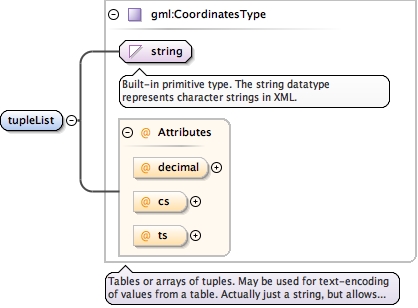 gml:CoordinatesType
string
Built-in primitive type. The string datatype
represents character strings in XML.
tupleList
@ Attributes
@ decimal
@ cs
@ ts
Tables or arrays of tuples. May be used for text-encoding
of values from a table. Actually just a string, but allows...